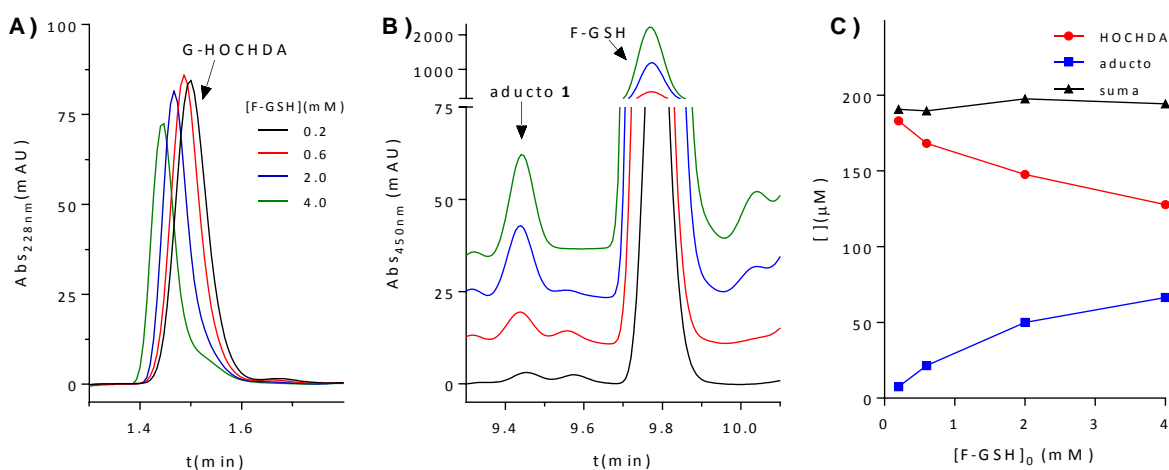 A)
100
75
50
25
0
1.4
1.6
t(min)
Abs228nm(mAU)
G-HOCHDA
[F-GSH](mM)
0.2
0.6
2.0
4.0
B)
2000
1000
75
50
25
0
9.4
9.6
9.8
10.0
t(min)
Abs450nm(mAU)
F-GSH
aducto 1
C)
200
150
100
50
0
0
1
2
3
4
[F-GSH]0 (mM)
[ ](µM)
HOCHDA
aducto
suma